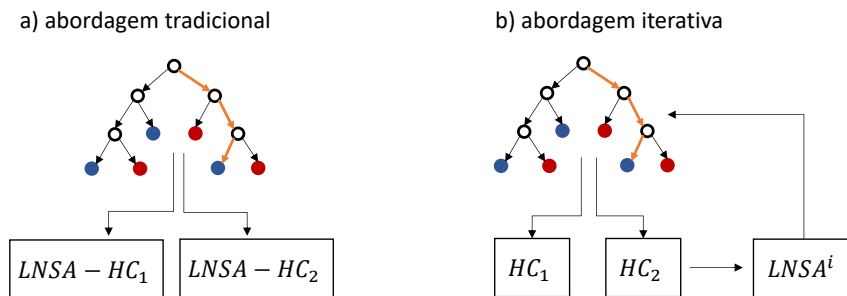 a) abordagem tradicional
b) abordagem iterativa
LNSA − HC₁
LNSA − HC₂
HC₁
HC₂
LNSAⁱ